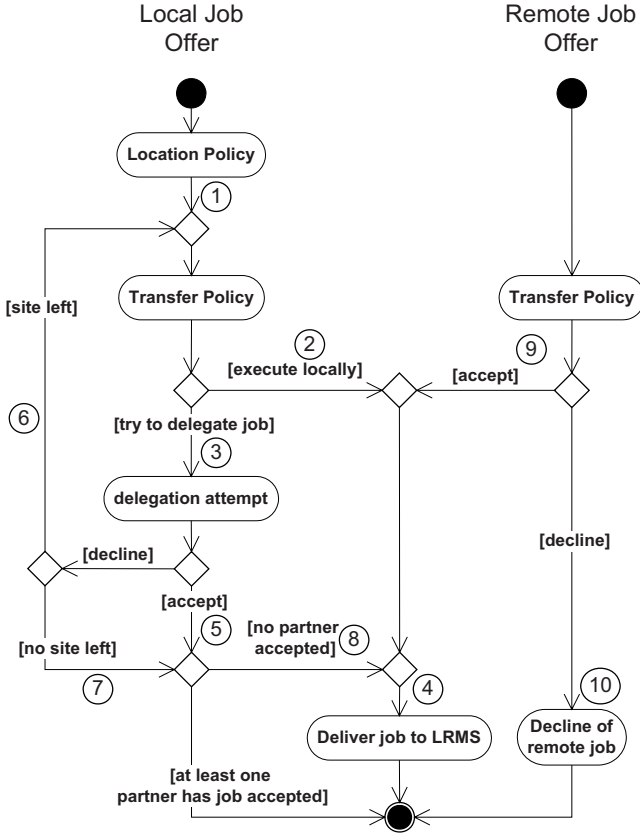 Local Job
Offer
Remote Job
Offer
Location Policy
1
Transfer Policy
Transfer Policy
[site left]
2
[execute locally]
9
[accept]
6
[try to delegate job]
3
delegation attempt
[decline]
[decline]
[accept]
5
[no partner
accepted]
8
[no site left]
7
4
10
Deliver job to LRMS
Decline of
remote job
[at least one
partner has job accepted]